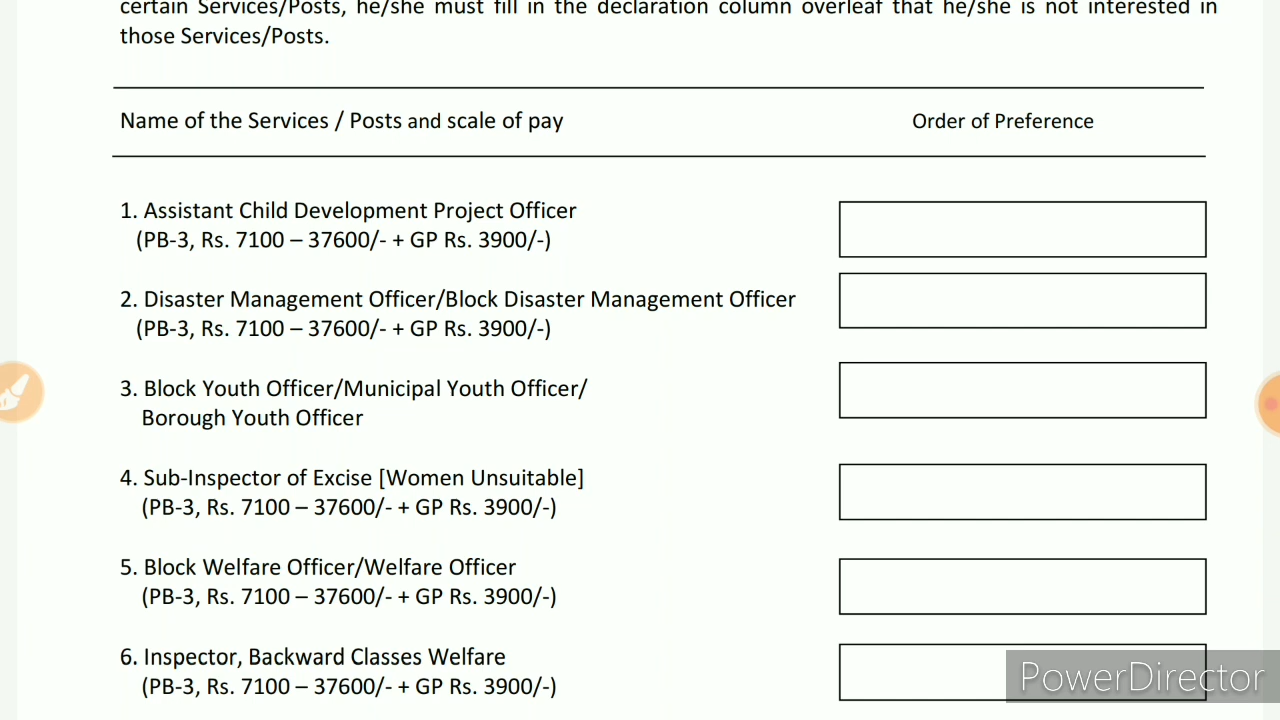 certain Services/Posts, he/she must fill in the declaration column overleaf that he/she is not interested in
those Services/Posts.
Name of the Services / Posts and scale of pay
Order of Preference
1. Assistant Child Development Project Officer
(PB-3, Rs. 7100 – 37600/- + GP Rs. 3900/-)
2. Disaster Management Officer/Block Disaster Management Officer
(PB-3, Rs. 7100 – 37600/- + GP Rs. 3900/-)
3. Block Youth Officer/Municipal Youth Officer/
Borough Youth Officer
4. Sub-Inspector of Excise [Women Unsuitable]
(PB-3, Rs. 7100 – 37600/- + GP Rs. 3900/-)
5. Block Welfare Officer/Welfare Officer
(PB-3, Rs. 7100 – 37600/- + GP Rs. 3900/-)
6. Inspector, Backward Classes Welfare
(PB-3, Rs. 7100 – 37600/- + GP Rs. 3900/-)
PowerDirector